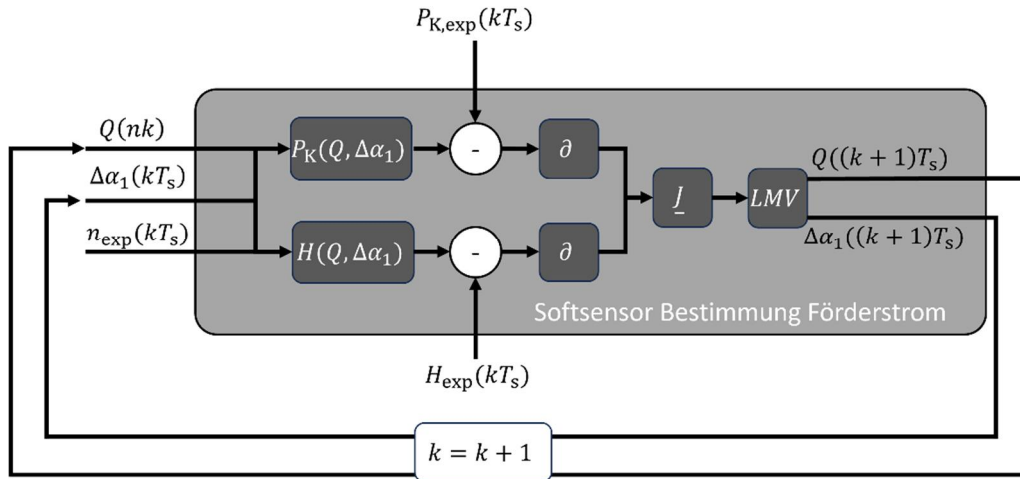 P_K,exp(kT_s)
Q(nk)
P_K(Q, Δα_1)
-
∂
Q((k + 1)T_s)
Δα_1(kT_s)
J
LMV
n_exp(kT_s)
H(Q, Δα_1)
-
∂
Δα_1((k + 1)T_s)
Softsensor Bestimmung Förderstrom
H_exp(kT_s)
k = k + 1